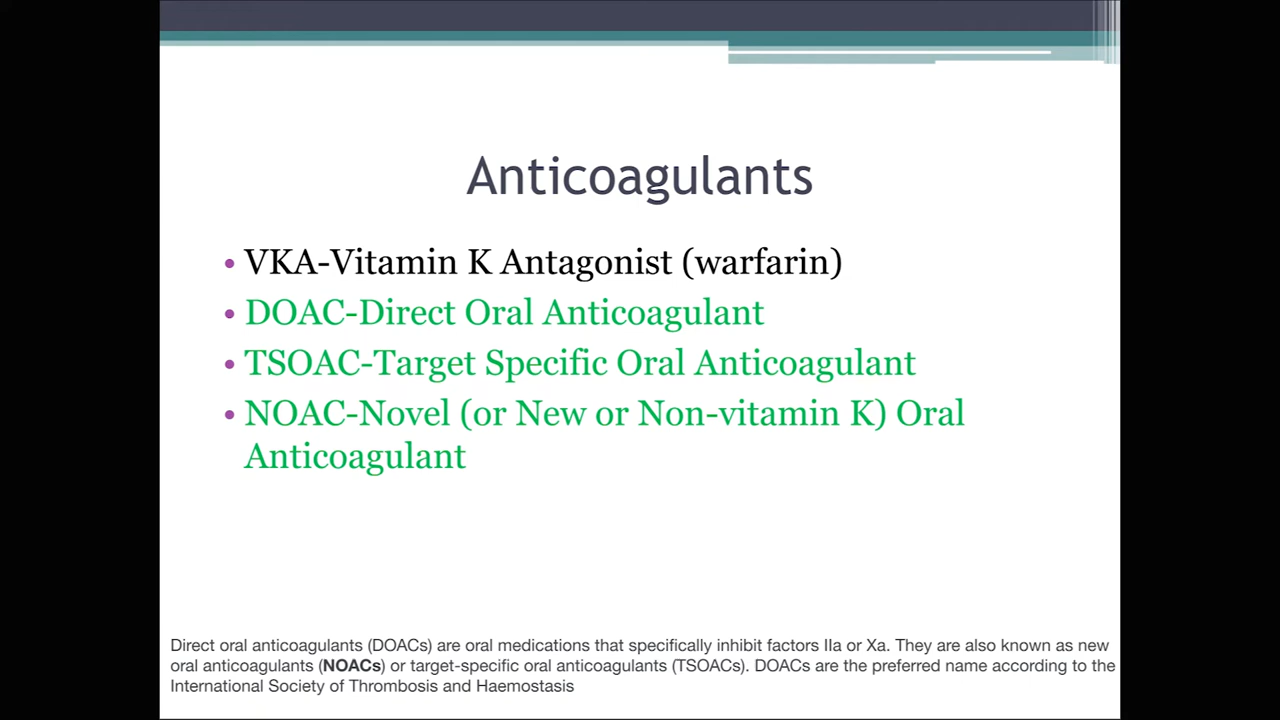 Anticoagulants
• VKA-Vitamin K Antagonist (warfarin)
• DOAC-Direct Oral Anticoagulant
• TSOAC-Target Specific Oral Anticoagulant
• NOAC-Novel (or New or Non-vitamin K) Oral
Anticoagulant
Direct oral anticoagulants (DOACs) are oral medications that specifically inhibit factors IIa or Xa. They are also known as new
oral anticoagulants (NOACs) or target-specific oral anticoagulants (TSOACs). DOACs are the preferred name according to the
International Society of Thrombosis and Haemostasis